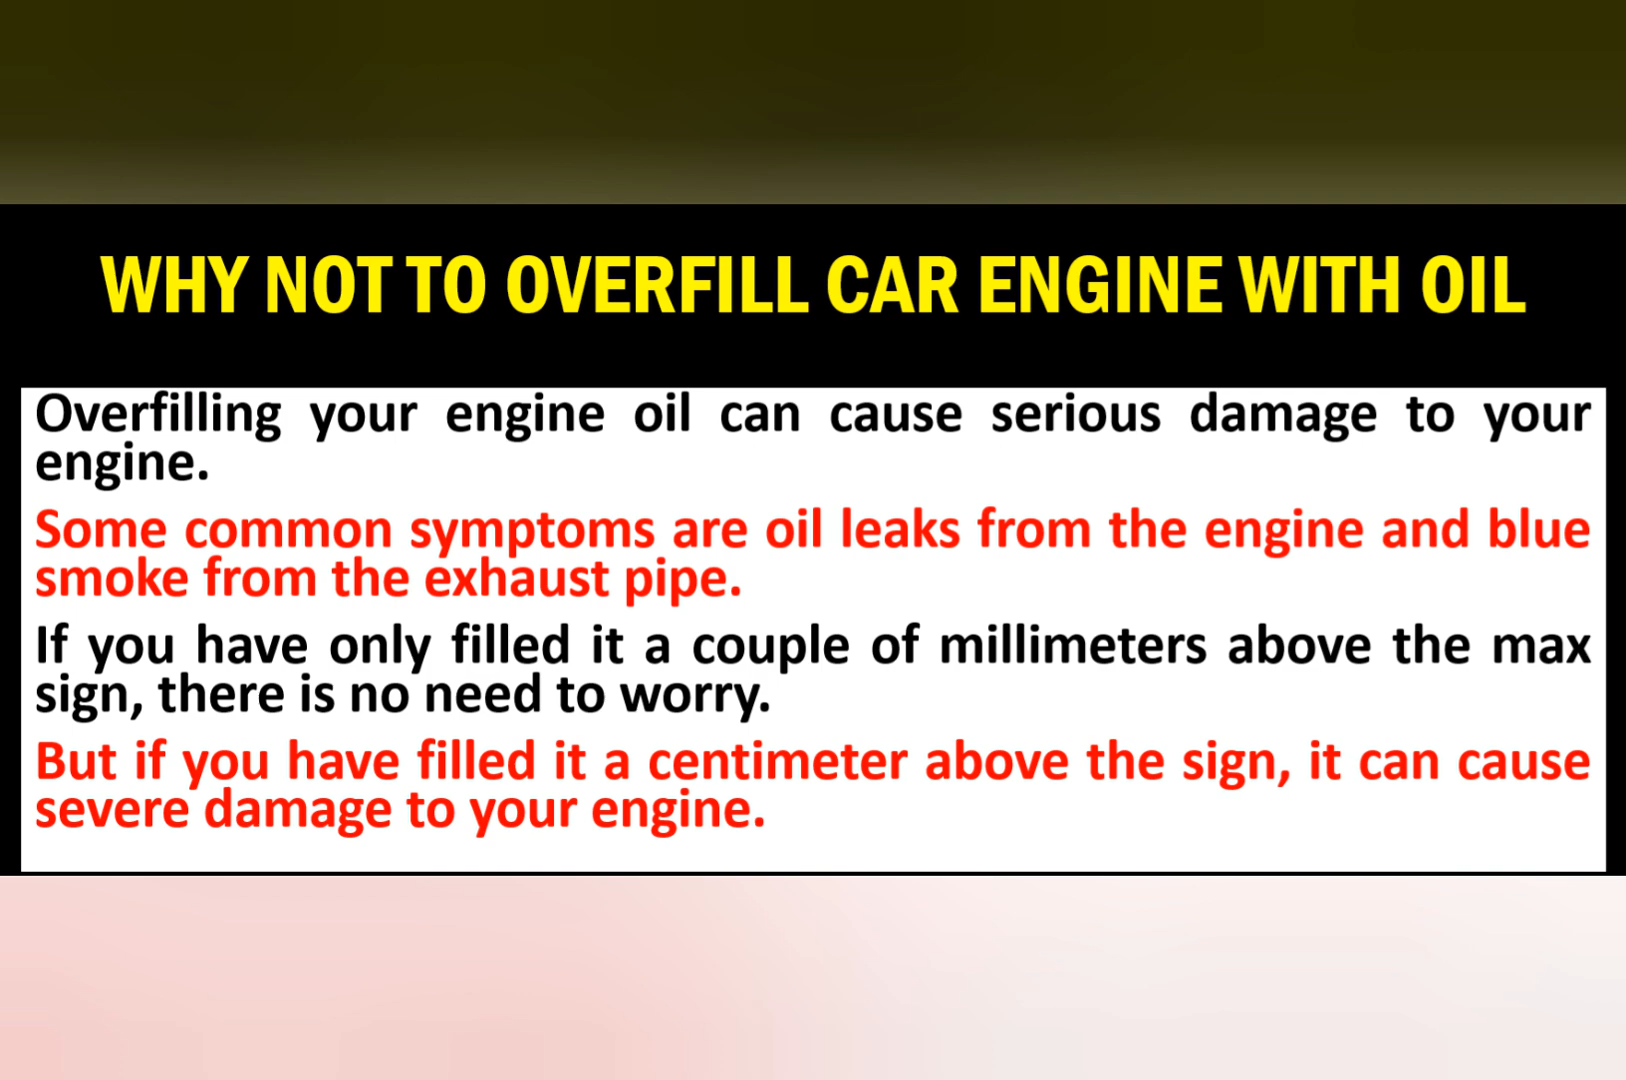 WHY NOT TO OVERFILL CAR ENGINE WITH OIL
Overfilling your engine oil can cause serious damage to your
engine.
Some common symptoms are oil leaks from the engine and blue
smoke from the exhaust pipe.
If you have only filled it a couple of millimeters above the max
sign, there is no need to worry.
But if you have filled it a centimeter above the sign, it can cause
severe damage to your engine.